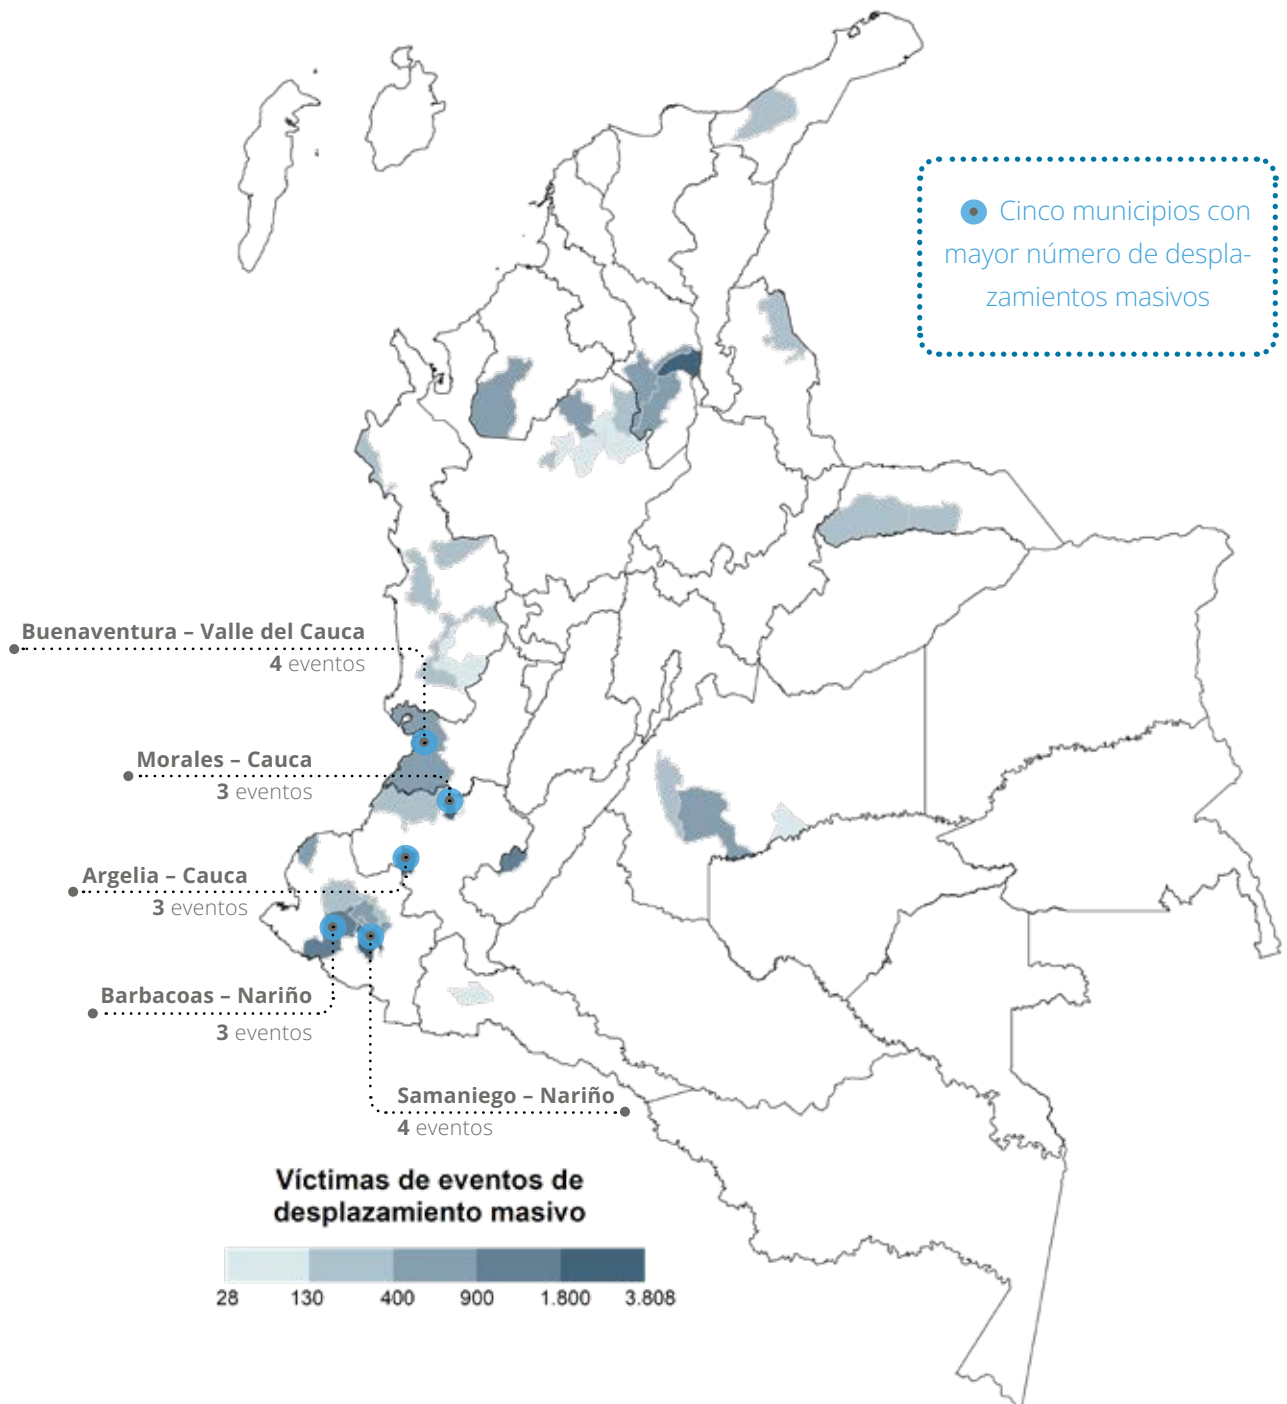 Cinco municipios con
mayor número de despla-
zamientos masivos
Buenaventura – Valle del Cauca
4 eventos
Morales – Cauca
3 eventos
Argelia – Cauca
3 eventos
Barbacoas – Nariño
3 eventos
Samaniego – Nariño
4 eventos
Víctimas de eventos de
desplazamiento masivo
28 130 400 900 1.800 3.808